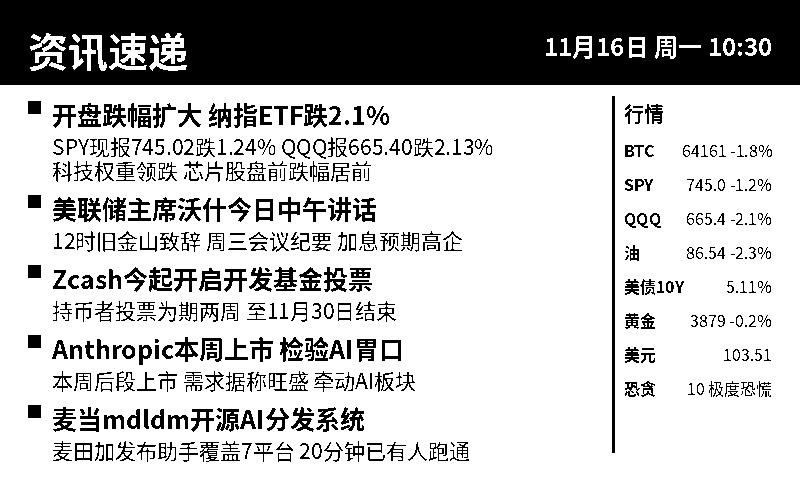 资讯速递
11月16日 周一 10:30
开盘跌幅扩大 纳指ETF跌2.1%
SPY现报745.02跌1.24% QQQ报665.40跌2.13%
科技权重领跌 芯片股盘前跌幅居前
美联储主席沃什今日中午讲话
12时旧金山致辞 周三会议纪要 加息预期高企
Zcash今起开启开发基金投票
持币者投票为期两周 至11月30日结束
Anthropic本周上市 检验AI胃口
本周后段上市 需求据称旺盛 牵动AI板块
麦当mdldm开源AI分发系统
麦田加发布助手覆盖7平台 20分钟已有人跑通
行情
BTC 64161 -1.8%
SPY 745.0 -1.2%
QQQ 665.4 -2.1%
油 86.54 -2.3%
美债10Y 5.11%
黄金 3879 -0.2%
美元 103.51
恐贪 10 极度恐慌